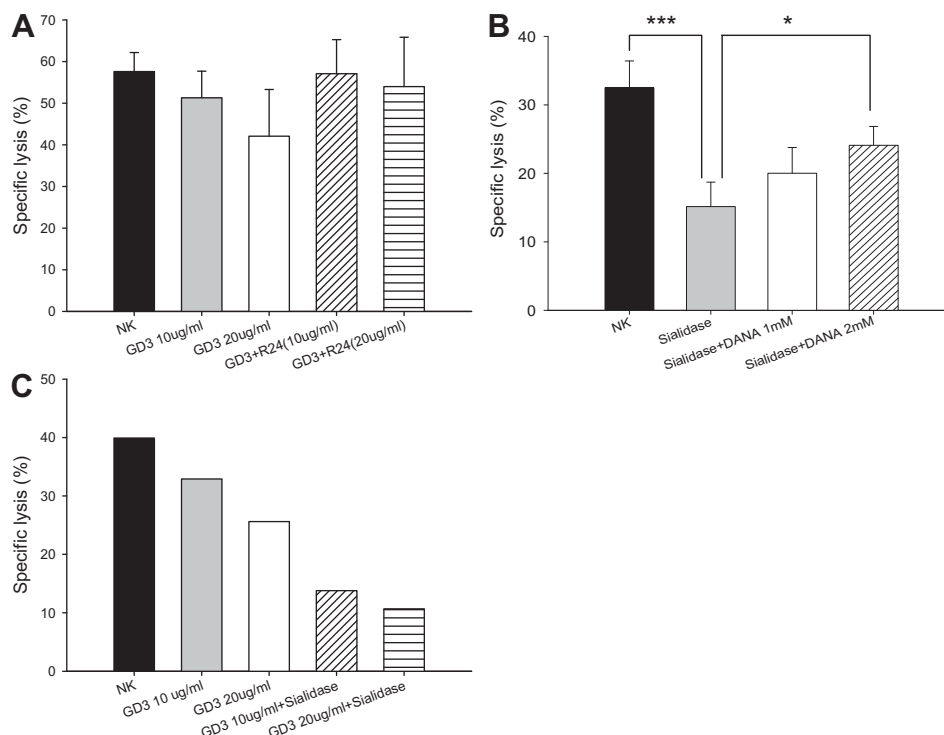 A
Specific lysis (%)
70
60
50
40
30
20
10
0
NK
GD3 10ug/ml
GD3 20ug/ml
GD3+R24(10ug/ml)
GD3+R24(20ug/ml)
B
***
*
Specific lysis (%)
40
30
20
10
0
NK
Sialidase
Sialidase+DANA 1mM
Sialidase+DANA 2mM
C
Specific lysis (%)
50
40
30
20
10
0
NK
GD3 10 ug/ml
GD3 20ug/ml
GD3 10ug/ml+Sialidase
GD3 20ug/ml+Sialidase